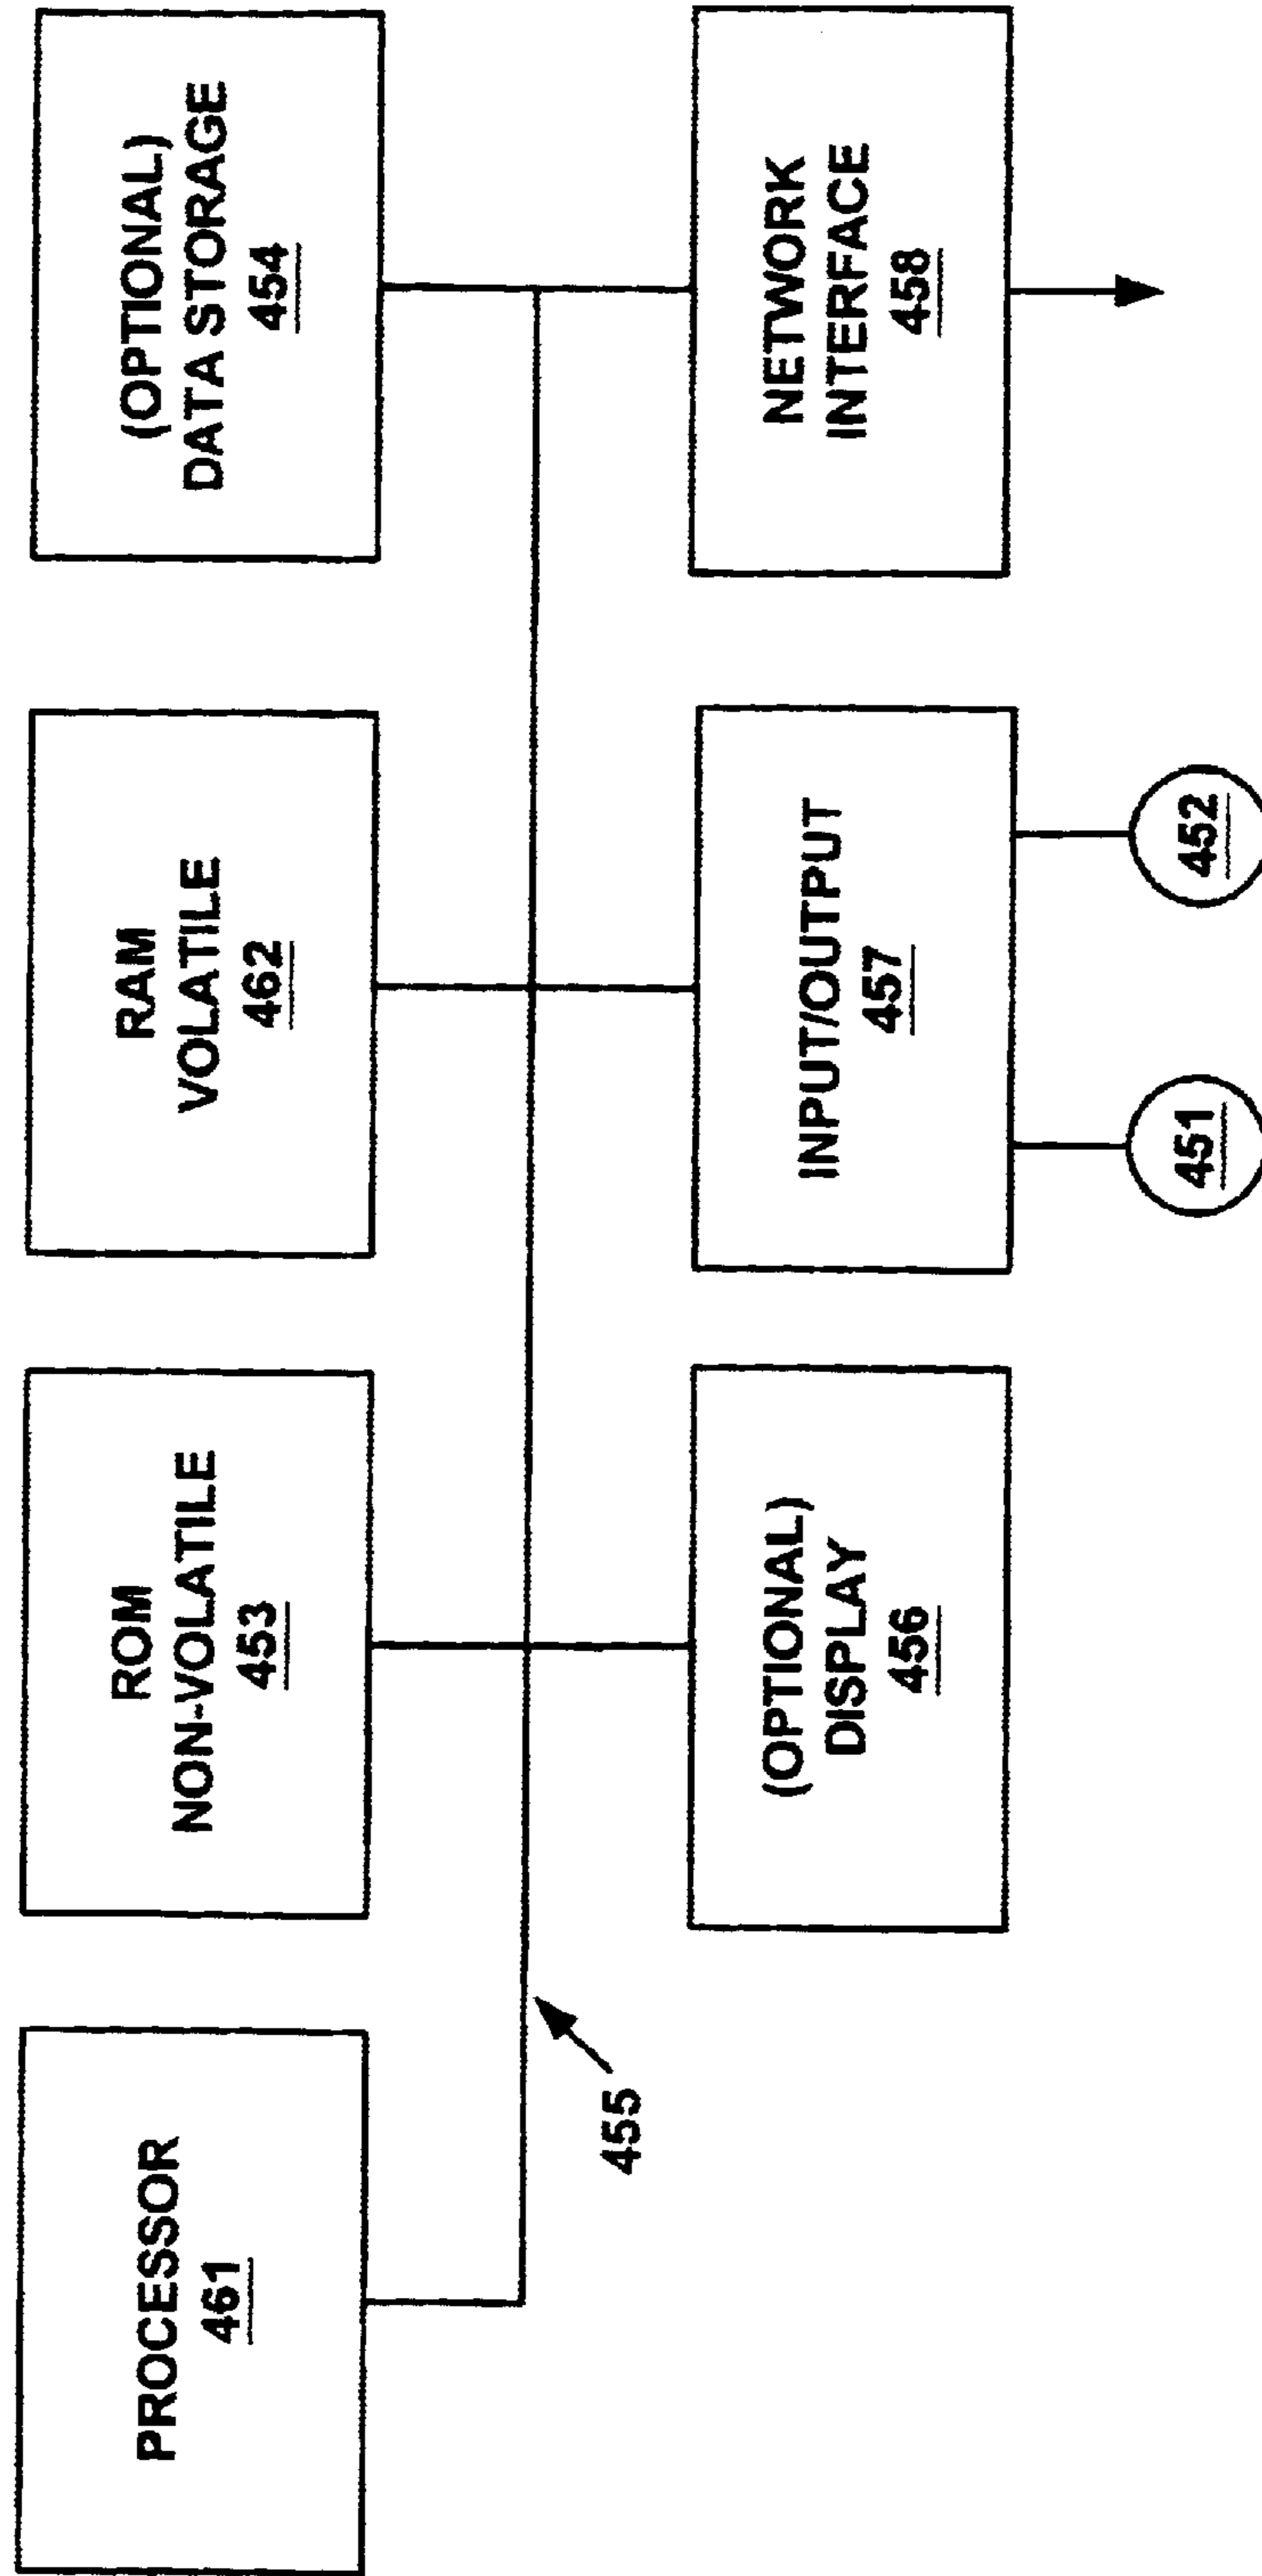 PROCESSOR
461
ROM
NON-VOLATILE
453
RAM
VOLATILE
462
(OPTIONAL)
DATA STORAGE
454
455
(OPTIONAL)
DISPLAY
456
INPUT/OUTPUT
457
NETWORK
INTERFACE
458
451
452